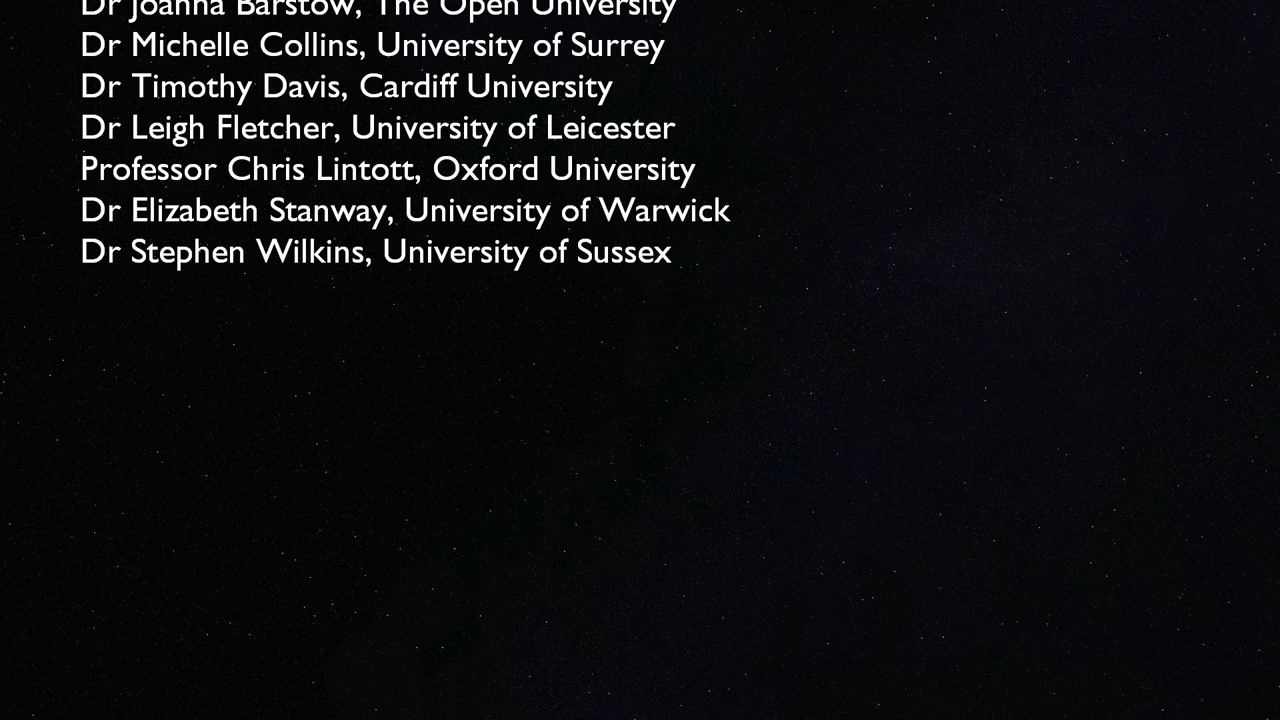 Dr Joanna Barstow, The Open University
Dr Michelle Collins, University of Surrey
Dr Timothy Davis, Cardiff University
Dr Leigh Fletcher, University of Leicester
Professor Chris Lintott, Oxford University
Dr Elizabeth Stanway, University of Warwick
Dr Stephen Wilkins, University of Sussex